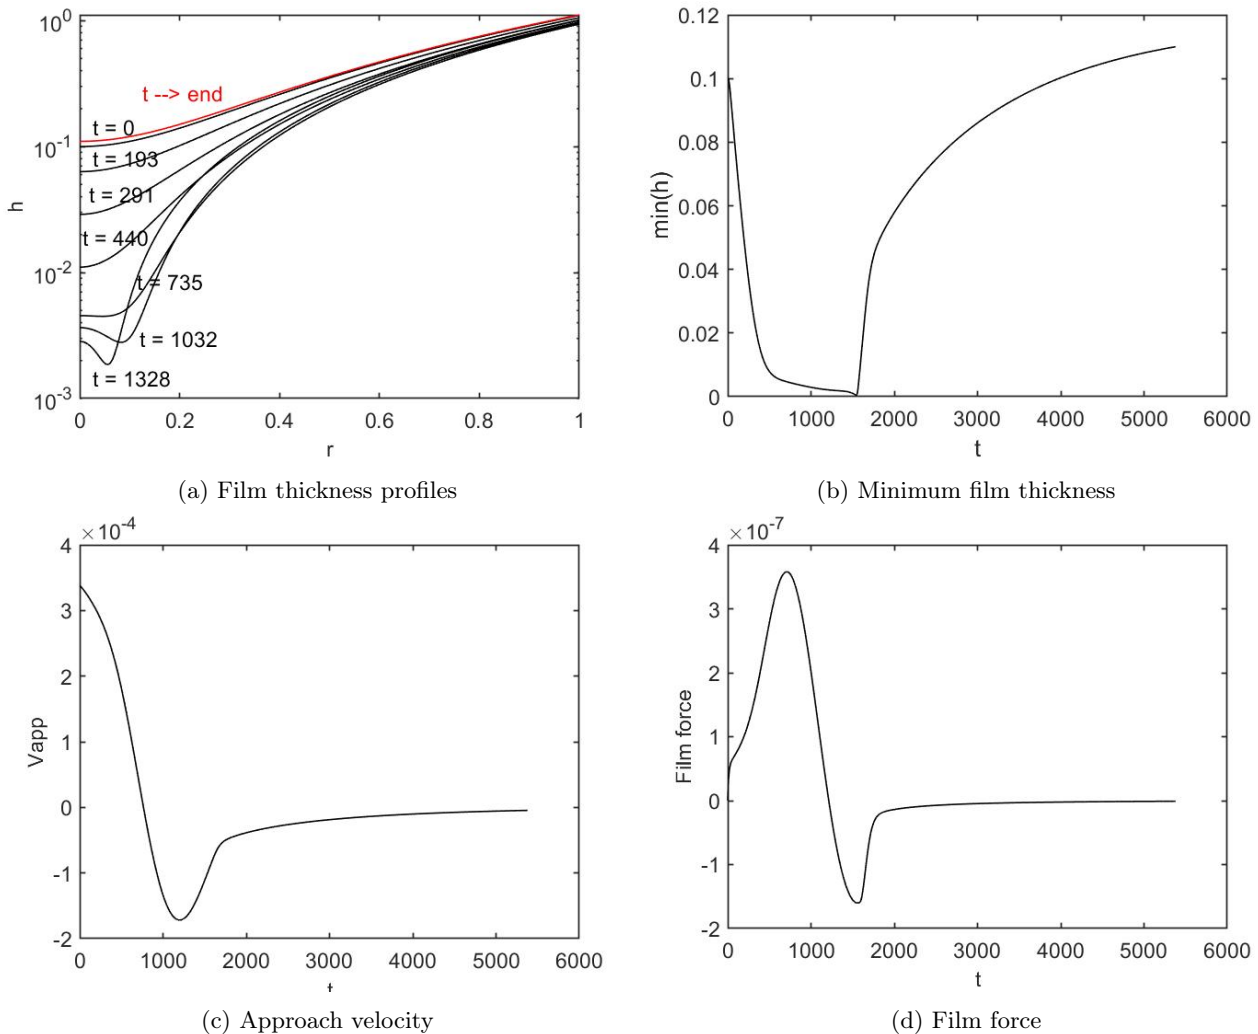 10^0
10^-1
10^-2
10^-3
h
t --> end
t = 0
t = 193
t = 291
t = 440
t = 735
t = 1032
t = 1328
0 0.2 0.4 0.6 0.8 1
r
(a) Film thickness profiles
0.12
0.1
0.08
0.06
0.04
0.02
0
min(h)
0 1000 2000 3000 4000 5000 6000
t
(b) Minimum film thickness
×10^-4
4
3
2
1
0
-1
-2
Vapp
0 1000 2000 3000 4000 5000 6000
t
(c) Approach velocity
×10^-7
4
3
2
1
0
-1
-2
Film force
0 1000 2000 3000 4000 5000 6000
t
(d) Film force